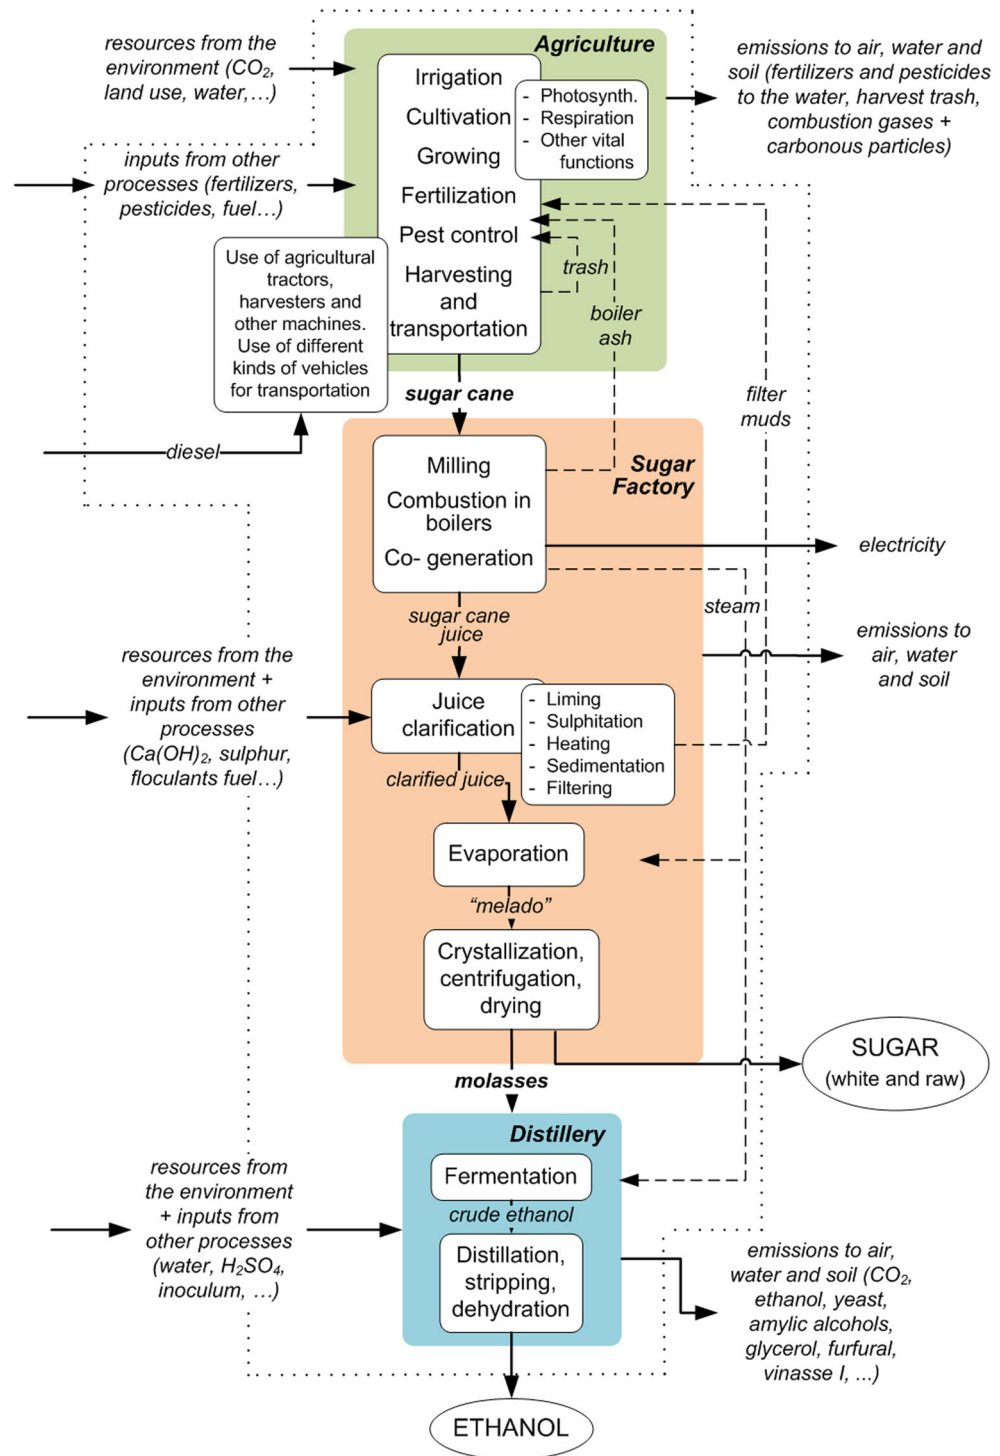 Agriculture
resources from the
environment (CO₂,
land use, water,…)
Irrigation
Cultivation
Growing
Fertilization
Pest control
Harvesting
and
transportation
- Photosynth.
- Respiration
- Other vital
functions
emissions to air, water and
soil (fertilizers and pesticides
to the water, harvest trash,
combustion gases +
carbonous particles)
inputs from other
processes (fertilizers,
pesticides, fuel…)
Use of agricultural
tractors,
harvesters and
other machines.
Use of different
kinds of vehicles
for transportation
trash
boiler
ash
filter
muds
sugar cane
diesel
Sugar
Factory
Milling
Combustion in
boilers
Co- generation
electricity
steam
sugar cane
juice
emissions to
air, water
and soil
resources from the
environment +
inputs from other
processes
(Ca(OH)₂, sulphur,
floculants fuel…)
Juice
clarification
- Liming
- Sulphitation
- Heating
- Sedimentation
- Filtering
clarified juice
Evaporation
“melado”
Crystallization,
centrifugation,
drying
SUGAR
(white and raw)
molasses
Distillery
Fermentation
crude ethanol
Distillation,
stripping,
dehydration
resources from
the environment
+ inputs from
other processes
(water, H₂SO₄,
inoculum, …)
emissions to air,
water and soil (CO₂,
ethanol, yeast,
amylic alcohols,
glycerol, furfural,
vinasse I, ...)
ETHANOL